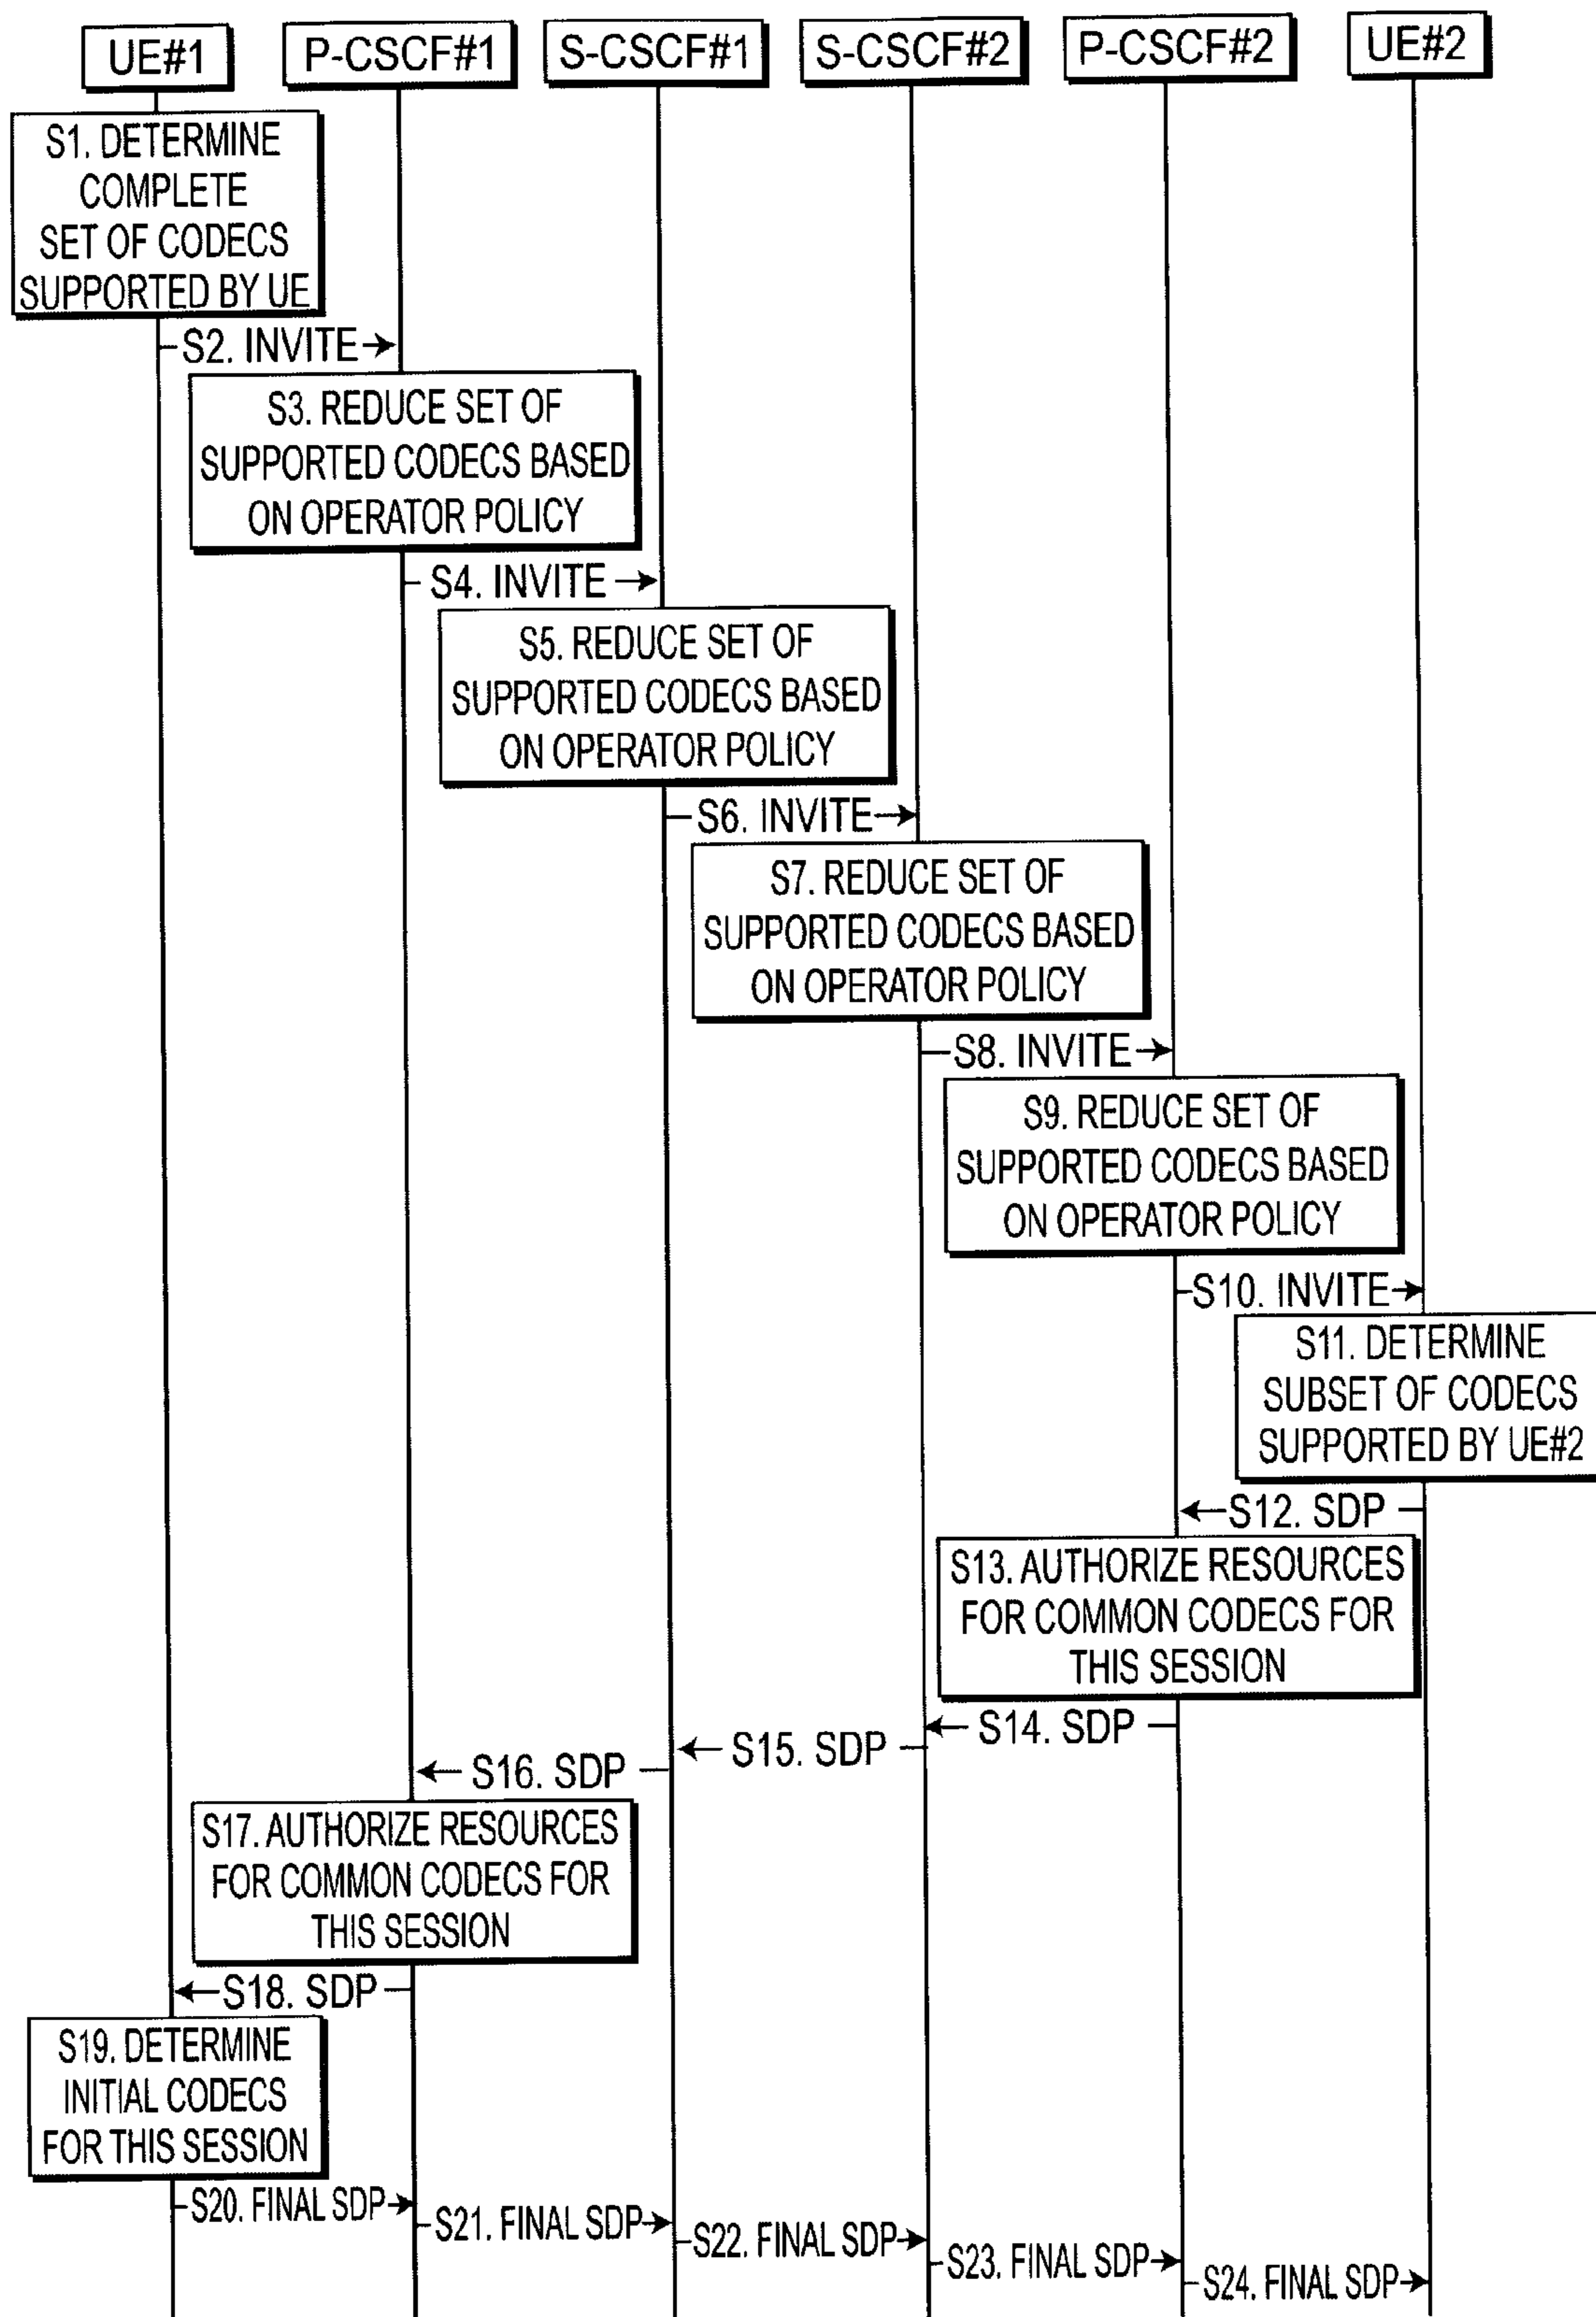 UE#1
P-CSCF#1
S-CSCF#1
S-CSCF#2
P-CSCF#2
UE#2
S1. DETERMINE
COMPLETE
SET OF CODECS
SUPPORTED BY UE
S2. INVITE
S3. REDUCE SET OF
SUPPORTED CODECS BASED
ON OPERATOR POLICY
S4. INVITE
S5. REDUCE SET OF
SUPPORTED CODECS BASED
ON OPERATOR POLICY
S6. INVITE
S7. REDUCE SET OF
SUPPORTED CODECS BASED
ON OPERATOR POLICY
S8. INVITE
S9. REDUCE SET OF
SUPPORTED CODECS BASED
ON OPERATOR POLICY
S10. INVITE
S11. DETERMINE
SUBSET OF CODECS
SUPPORTED BY UE#2
S12. SDP
S13. AUTHORIZE RESOURCES
FOR COMMON CODECS FOR
THIS SESSION
S14. SDP
S15. SDP
S16. SDP
S17. AUTHORIZE RESOURCES
FOR COMMON CODECS FOR
THIS SESSION
S18. SDP
S19. DETERMINE
INITIAL CODECS
FOR THIS SESSION
S20. FINAL SDP
S21. FINAL SDP
S22. FINAL SDP
S23. FINAL SDP
S24. FINAL SDP